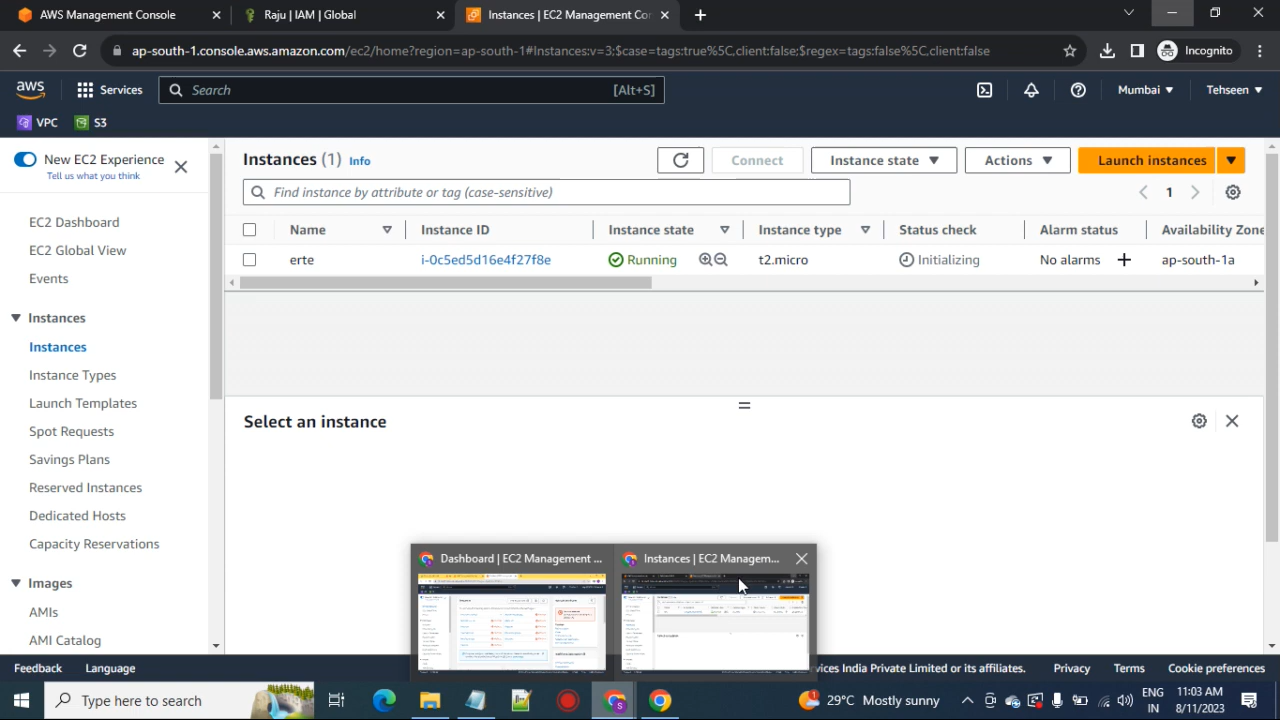 AWS Management Console
Raju | IAM | Global
Instances | EC2 Management Con
ap-south-1.console.aws.amazon.com/ec2/home?region=ap-south-1#Instances:v=3;$case=tags:true%5C,client:false;$regex=tags:false%5C,client:false
Incognito
aws
Services
Search
[Alt+S]
Mumbai
Tehseen
VPC
S3
New EC2 Experience
Tell us what you think
EC2 Dashboard
EC2 Global View
Events
Instances
Instances
Instance Types
Launch Templates
Spot Requests
Savings Plans
Reserved Instances
Dedicated Hosts
Capacity Reservations
Images
AMIs
AMI Catalog
Instances (1) Info
Connect
Instance state
Actions
Launch instances
Find instance by attribute or tag (case-sensitive)
1
Name
Instance ID
Instance state
Instance type
Status check
Alarm status
Availability Zone
erte
i-0c5ed5d16e4f27f8e
Running
t2.micro
Initializing
No alarms
ap-south-1a
Select an instance
Dashboard | EC2 Management ...
Instances | EC2 Managem...
Feedback
Language
India Private Limited or its affiliates.
Privacy
Terms
Cookie preferences
Type here to search
29°C Mostly sunny
ENG
IN
11:03 AM
8/11/2023